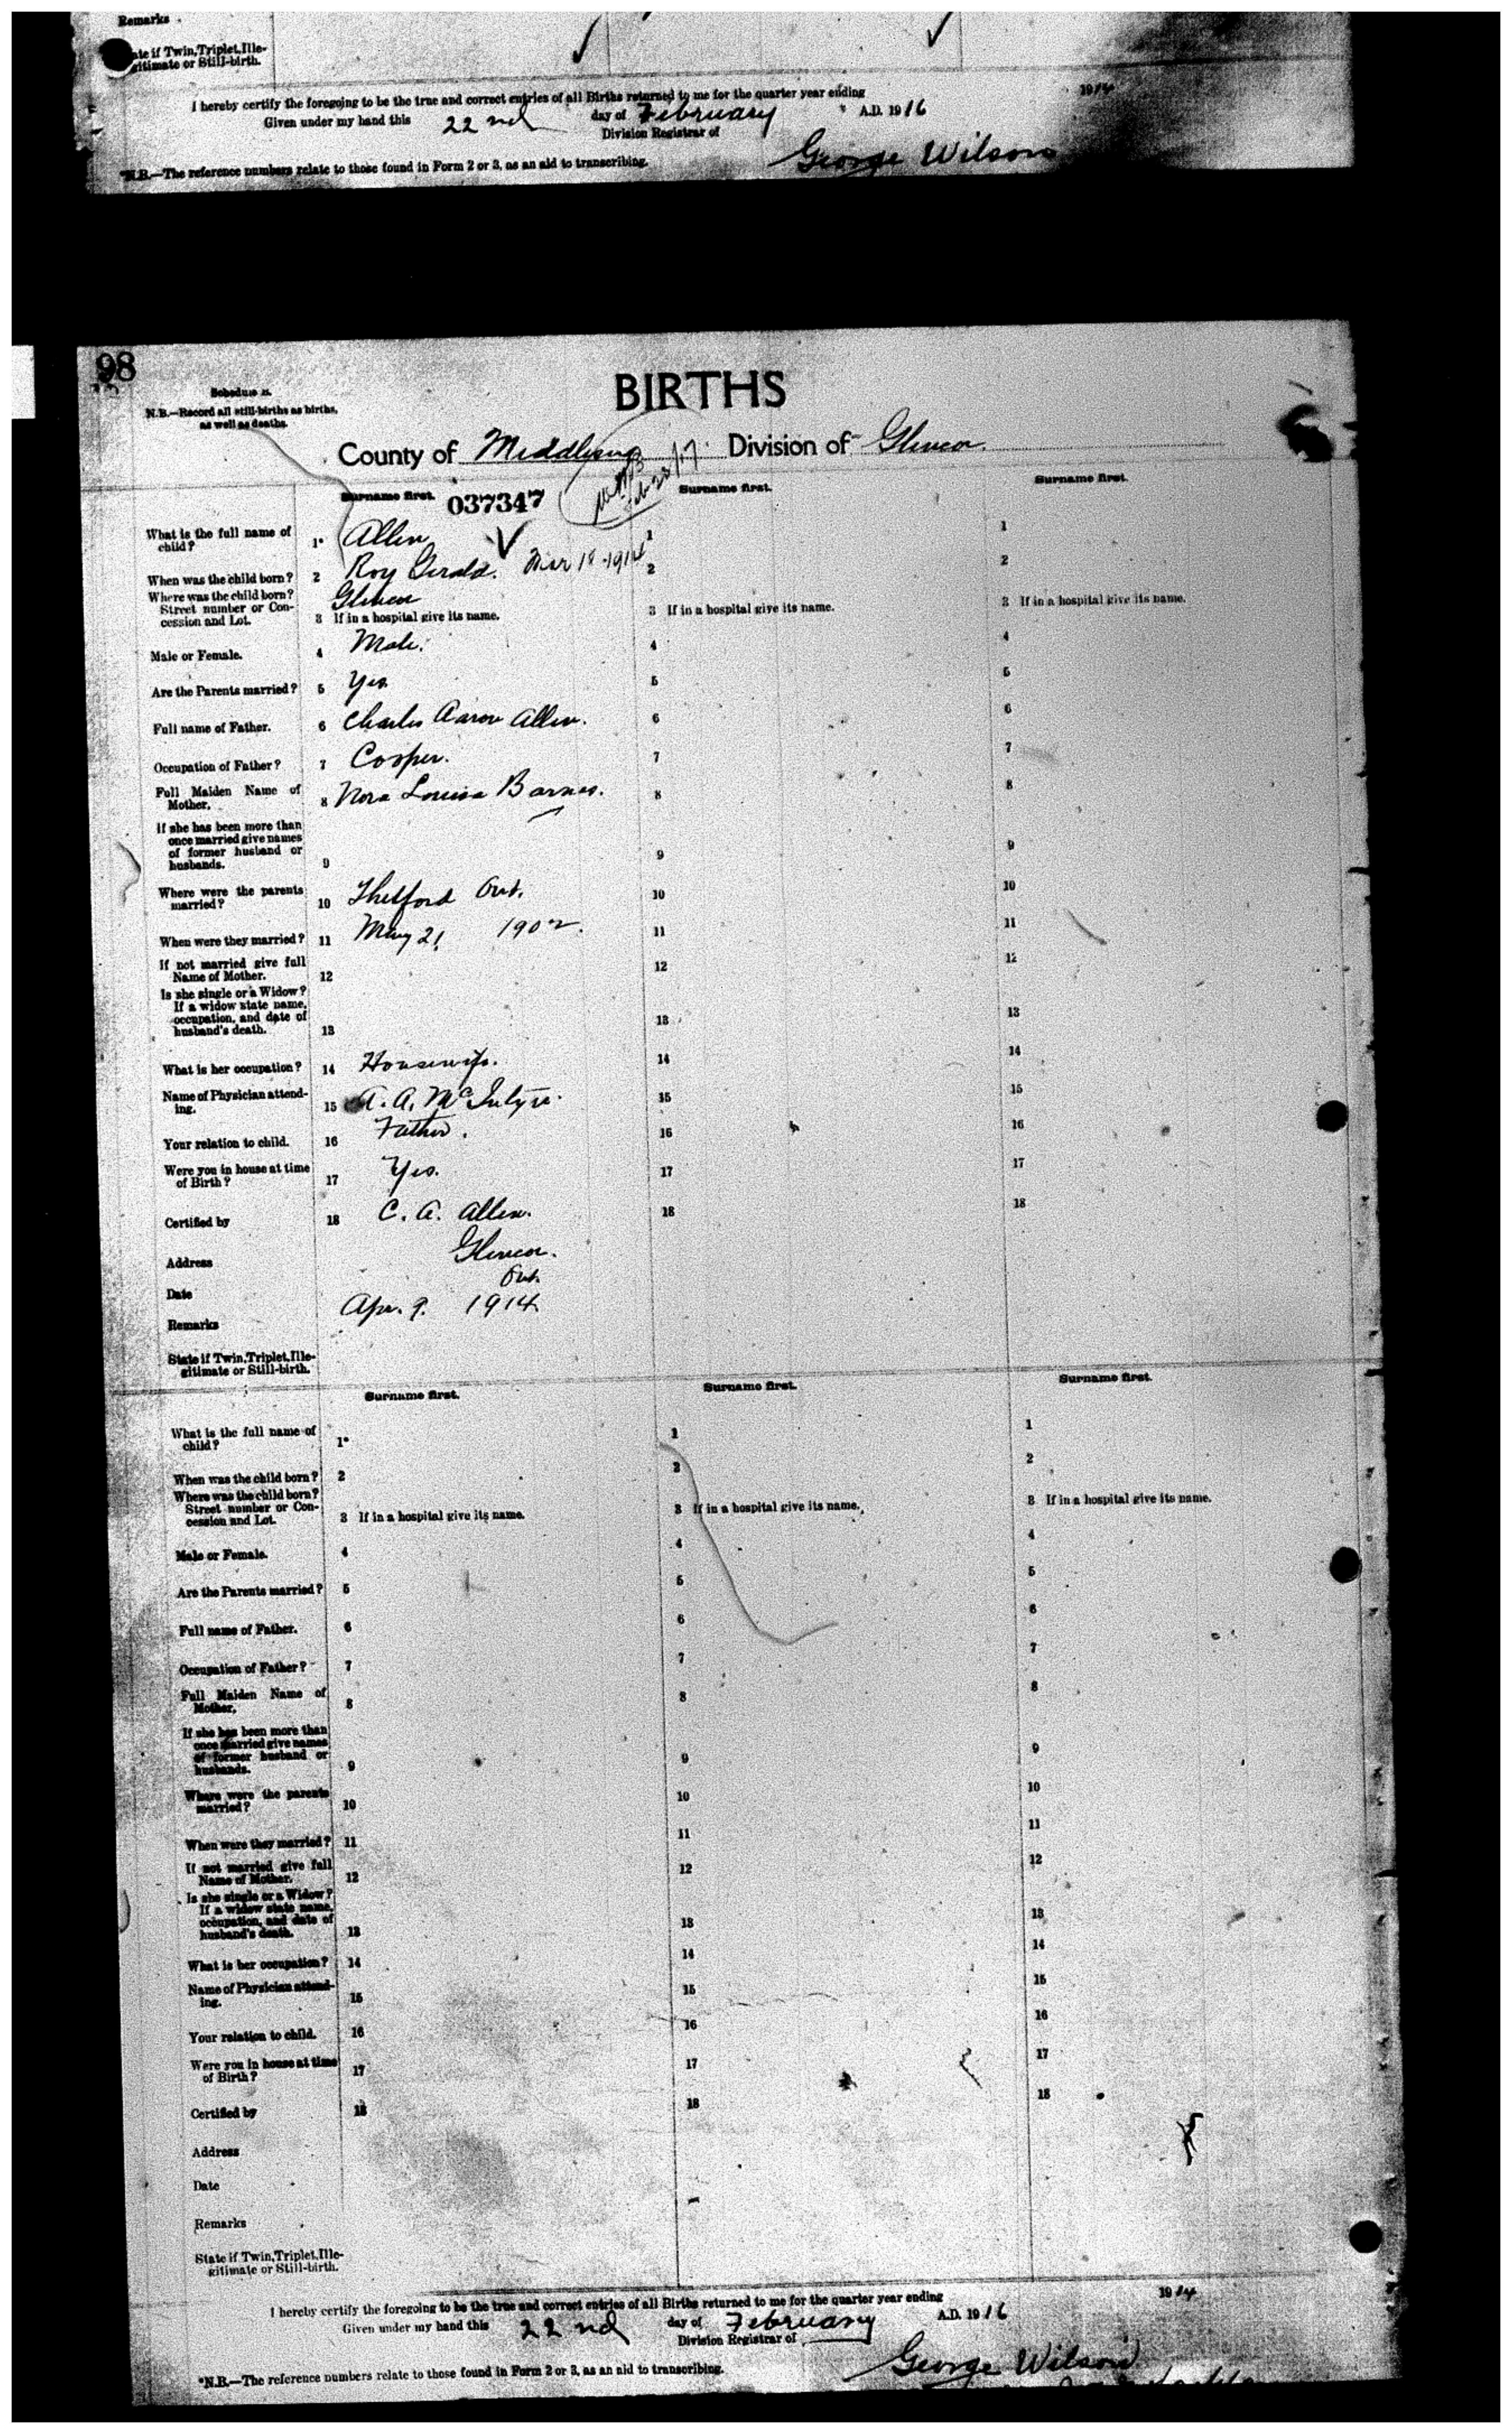 Remarks
State if Twin, Triplet, Ille-
gitimate or Still-birth.
I hereby certify the foregoing to be the true and correct entries of all Births returned to me for the quarter year ending 1914
Given under my hand this 22nd day of February A.D. 1916
Division Registrar of
George Wilson
*N.B.—The reference numbers relate to those found in Form 2 or 3, as an aid to transcribing.
98
N.B.—Record all still-births as births,
as well as deaths.
BIRTHS
County of Middlesex Division of Glencoe.
Surname first. 037347 Surname first. Surname first.
Feb 23/17
What is the full name of
child? 1* Allen 1 1
Roy Gerald. Mar 18-1914
When was the child born? 2 2 2
Where was the child born? Glencoe
Street number or Con-
cession and Lot. 3 If in a hospital give its name. 3 If in a hospital give its name. 3 If in a hospital give its name.
Male or Female. 4 Male. 4 4
Are the Parents married? 5 Yes 5 5
Full name of Father. 6 Charles Aaron Allen. 6 6
Occupation of Father? 7 Cooper. 7 7
Full Maiden Name of
Mother. 8 Nora Louisa Barnes. 8 8
If she has been more than
once married give names
of former husband or
husbands. 9 9 9
Where were the parents
married? 10 Thelford Ont. 10 10
When were they married? 11 May 21 1902. 11 11
If not married give full
Name of Mother. 12 12 12
Is she single or a Widow?
If a widow state name,
occupation, and date of
husband's death. 13 13 13
What is her occupation? 14 Housewife. 14 14
Name of Physician attend-
ing. 15 A. A. McIntyre. 15 15
Your relation to child. 16 Father. 16 16
Were you in house at time
of Birth? 17 Yes. 17 17
Certified by 18 C. A. Allen. 18 18
Address Glencoe.
Ont.
Date Apr. 9. 1914
Remarks
State if Twin, Triplet, Ille-
gitimate or Still-birth.
Surname first. Surname first. Surname first.
What is the full name of
child? 1* 1 1
When was the child born? 2 2 2
Where was the child born?
Street number or Con-
cession and Lot. 3 If in a hospital give its name. 3 If in a hospital give its name. 3 If in a hospital give its name.
Male or Female. 4 4 4
Are the Parents married? 5 5 5
Full name of Father. 6 6 6
Occupation of Father? 7 7 7
Full Maiden Name of
Mother. 8 8 8
If she has been more than
once married give names
of former husband or
husbands. 9 9 9
Where were the parents
married? 10 10 10
When were they married? 11 11 11
If not married give full
Name of Mother. 12 12 12
Is she single or a Widow?
If a widow state name,
occupation, and date of
husband's death. 13 13 13
What is her occupation? 14 14 14
Name of Physician attend-
ing. 15 15 15
Your relation to child. 16 16 16
Were you in house at time
of Birth? 17 17 17
Certified by 18 18 18
Address
Date
Remarks
State if Twin, Triplet, Ille-
gitimate or Still-birth.
I hereby certify the foregoing to be the true and correct entries of all Births returned to me for the quarter year ending 1914
Given under my hand this 22nd day of February A.D. 1916
Division Registrar of
George Wilson
*N.B.—The reference numbers relate to those found in Form 2 or 3, as an aid to transcribing.